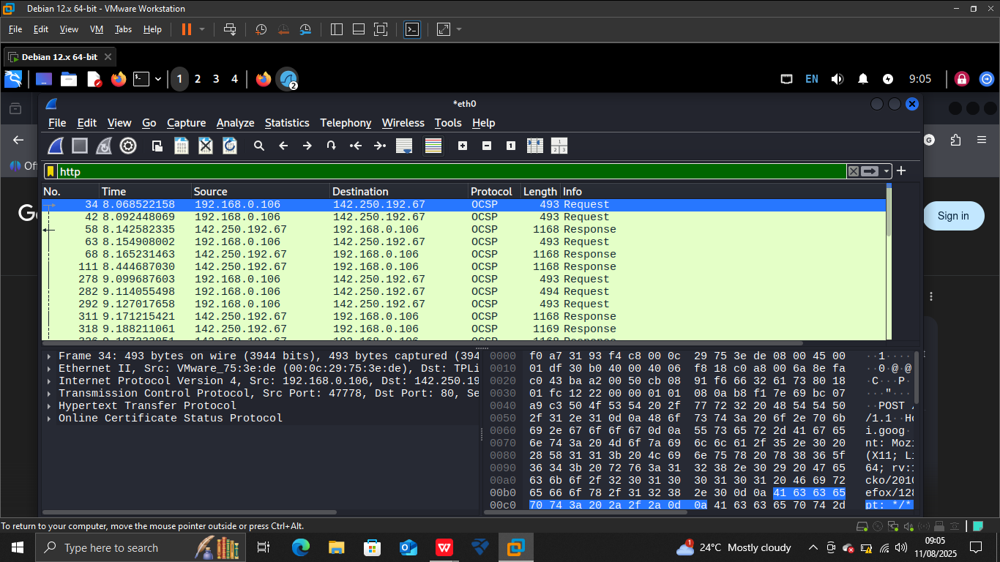 Debian 12.x 64-bit - VMware Workstation
File Edit View VM Tabs Help
Debian 12.x 64-bit
1 2 3 4 2 EN 9:05
*eth0
File Edit View Go Capture Analyze Statistics Telephony Wireless Tools Help
Off
http
No. Time Source Destination Protocol Length Info
34 8.068522158 192.168.0.106 142.250.192.67 OCSP 493 Request
42 8.092448069 192.168.0.106 142.250.192.67 OCSP 493 Request
58 8.142582335 142.250.192.67 192.168.0.106 OCSP 1168 Response
63 8.154908002 192.168.0.106 142.250.192.67 OCSP 493 Request
68 8.165231463 142.250.192.67 192.168.0.106 OCSP 1168 Response
111 8.444687030 142.250.192.67 192.168.0.106 OCSP 1168 Response
278 9.099687603 192.168.0.106 142.250.192.67 OCSP 493 Request
282 9.114055498 192.168.0.106 142.250.192.67 OCSP 494 Request
292 9.127017658 192.168.0.106 142.250.192.67 OCSP 493 Request
311 9.171215421 142.250.192.67 192.168.0.106 OCSP 1168 Response
318 9.188211061 142.250.192.67 192.168.0.106 OCSP 1169 Response
Go
Sign in
Frame 34: 493 bytes on wire (3944 bits), 493 bytes captured (394
Ethernet II, Src: VMware_75:3e:de (00:0c:29:75:3e:de), Dst: TPLi
Internet Protocol Version 4, Src: 192.168.0.106, Dst: 142.250.19
Transmission Control Protocol, Src Port: 47778, Dst Port: 80, Se
Hypertext Transfer Protocol
Online Certificate Status Protocol
0000 f0 a7 31 93 f4 c8 00 0c 29 75 3e de 08 00 45 00 ··1····
0010 01 df 30 b0 40 00 40 06 f8 18 c0 a8 00 6a 8e fa ··0·@·@·
0020 c0 43 ba a2 00 50 cb 08 91 f6 66 32 61 73 80 18 ·C···P··
0030 01 fc 12 22 00 00 01 01 08 0a b8 f1 7e 69 bc 07 ···"····
0040 a9 c3 50 4f 53 54 20 2f 77 72 32 20 48 54 54 50 ··POST /
0050 2f 31 2e 31 0d 0a 48 6f 73 74 3a 20 6f 2e 70 6b /1.1··Ho
0060 69 2e 67 6f 6f 67 0d 0a 55 73 65 72 2d 41 67 65 i.goog··
0070 6e 74 3a 20 4d 6f 7a 69 6c 6c 61 2f 35 2e 30 20 nt: Mozi
0080 28 58 31 31 3b 20 4c 69 6e 75 78 20 78 38 36 5f (X11; Li
0090 36 34 3b 20 72 76 3a 31 32 38 2e 30 29 20 47 65 64; rv:1
00a0 63 6b 6f 2f 32 30 31 30 30 31 30 31 20 46 69 72 cko/2010
00b0 65 66 6f 78 2f 31 32 38 2e 30 0d 0a 41 63 63 65 efox/128
00c0 70 74 3a 20 2a 2f 2a 0d 0a 41 63 63 65 70 74 2d pt: */*·
To return to your computer, move the mouse pointer outside or press Ctrl+Alt.
Type here to search
1 24°C Mostly cloudy
09:05
11/08/2025